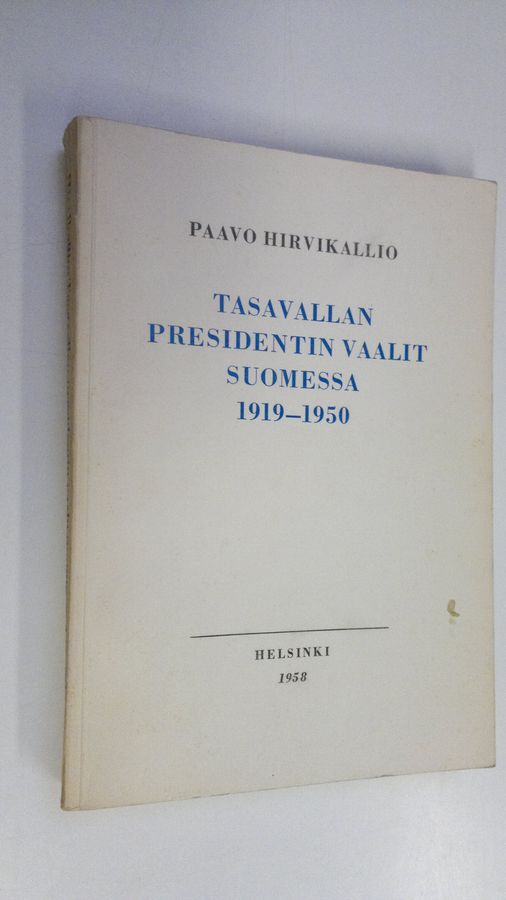 PAAVO HIRVIKALLIO
TASAVALLAN
PRESIDENTIN VAALIT
SUOMESSA
1919–1950
HELSINKI
1958